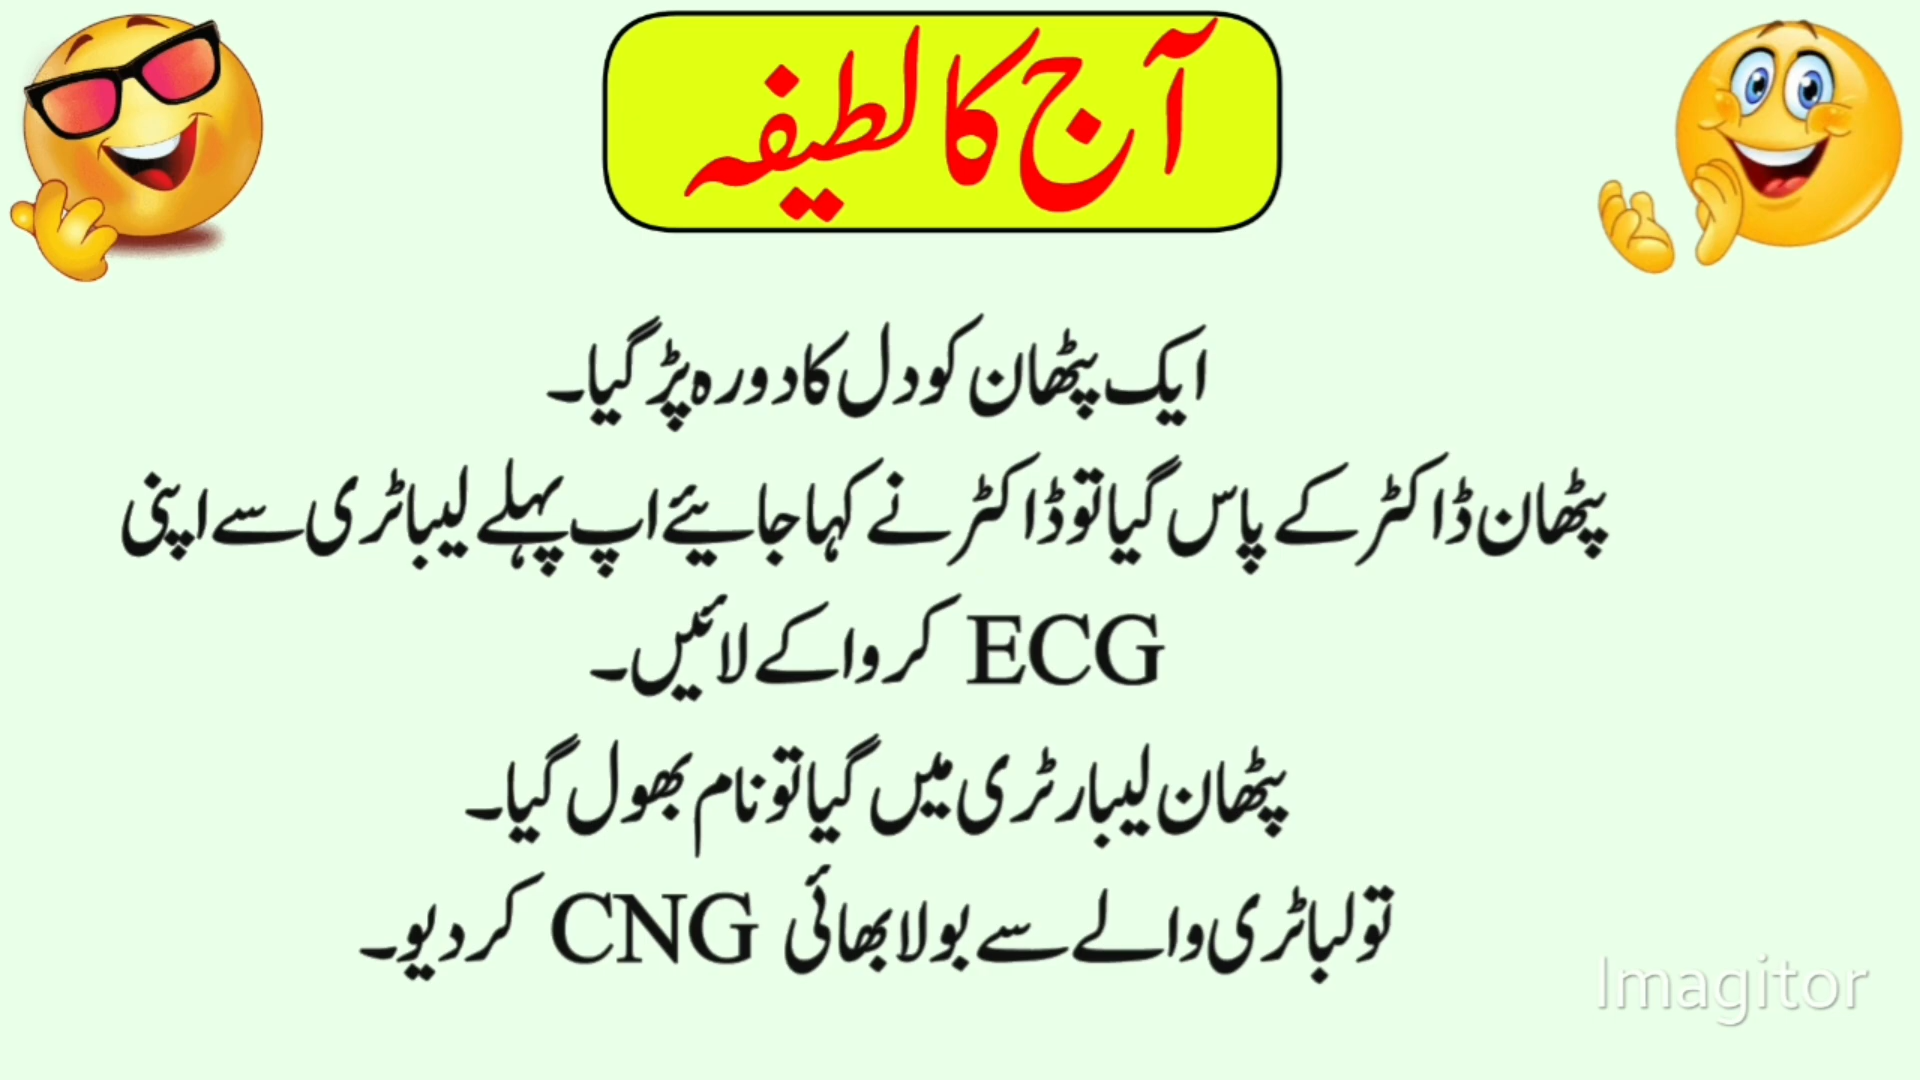 آج کا لطیفہ
ایک پٹھان کو دل کا دورہ پڑ گیا۔
پٹھان ڈاکٹر کے پاس گیا تو ڈاکٹر نے کہا جایئے اپ پہلے لیباٹری سے اپنی
ECG کروا کے لائیں۔
پٹھان لیبارٹری میں گیا تو نام بھول گیا۔
تو لباٹری والے سے بولا بھائی CNG کر دیو۔
Imagitor